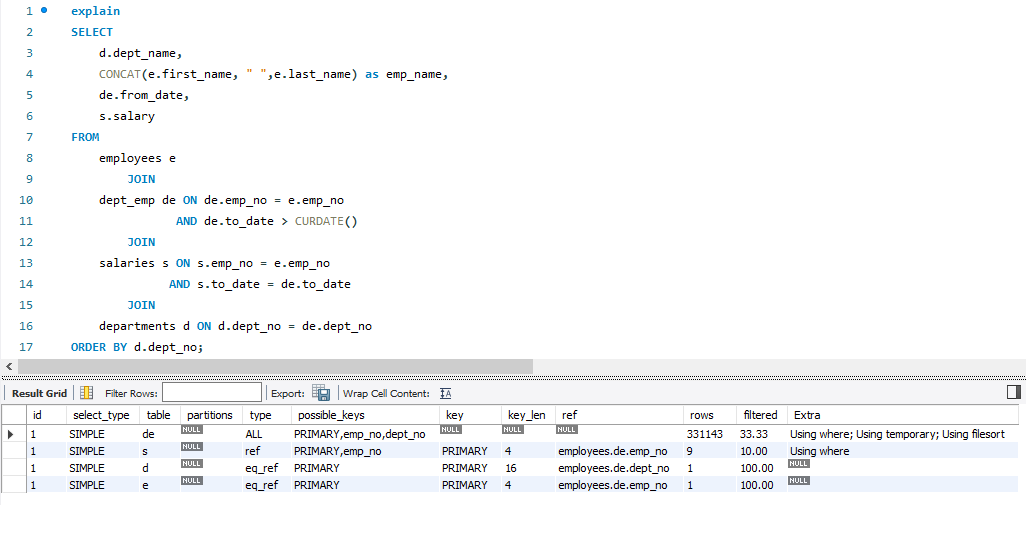 1 explain
2 SELECT
3 d.dept_name,
4 CONCAT(e.first_name, " ",e.last_name) as emp_name,
5 de.from_date,
6 s.salary
7 FROM
8 employees e
9 JOIN
10 dept_emp de ON de.emp_no = e.emp_no
11 AND de.to_date > CURDATE()
12 JOIN
13 salaries s ON s.emp_no = e.emp_no
14 AND s.to_date = de.to_date
15 JOIN
16 departments d ON d.dept_no = de.dept_no
17 ORDER BY d.dept_no;
Result Grid Filter Rows: Export: Wrap Cell Content:
id select_type table partitions type possible_keys key key_len ref rows filtered Extra
1 SIMPLE de NULL ALL PRIMARY,emp_no,dept_no NULL NULL NULL 331143 33.33 Using where; Using temporary; Using filesort
1 SIMPLE s NULL ref PRIMARY,emp_no PRIMARY 4 employees.de.emp_no 9 10.00 Using where
1 SIMPLE d NULL eq_ref PRIMARY PRIMARY 16 employees.de.dept_no 1 100.00 NULL
1 SIMPLE e NULL eq_ref PRIMARY PRIMARY 4 employees.de.emp_no 1 100.00 NULL